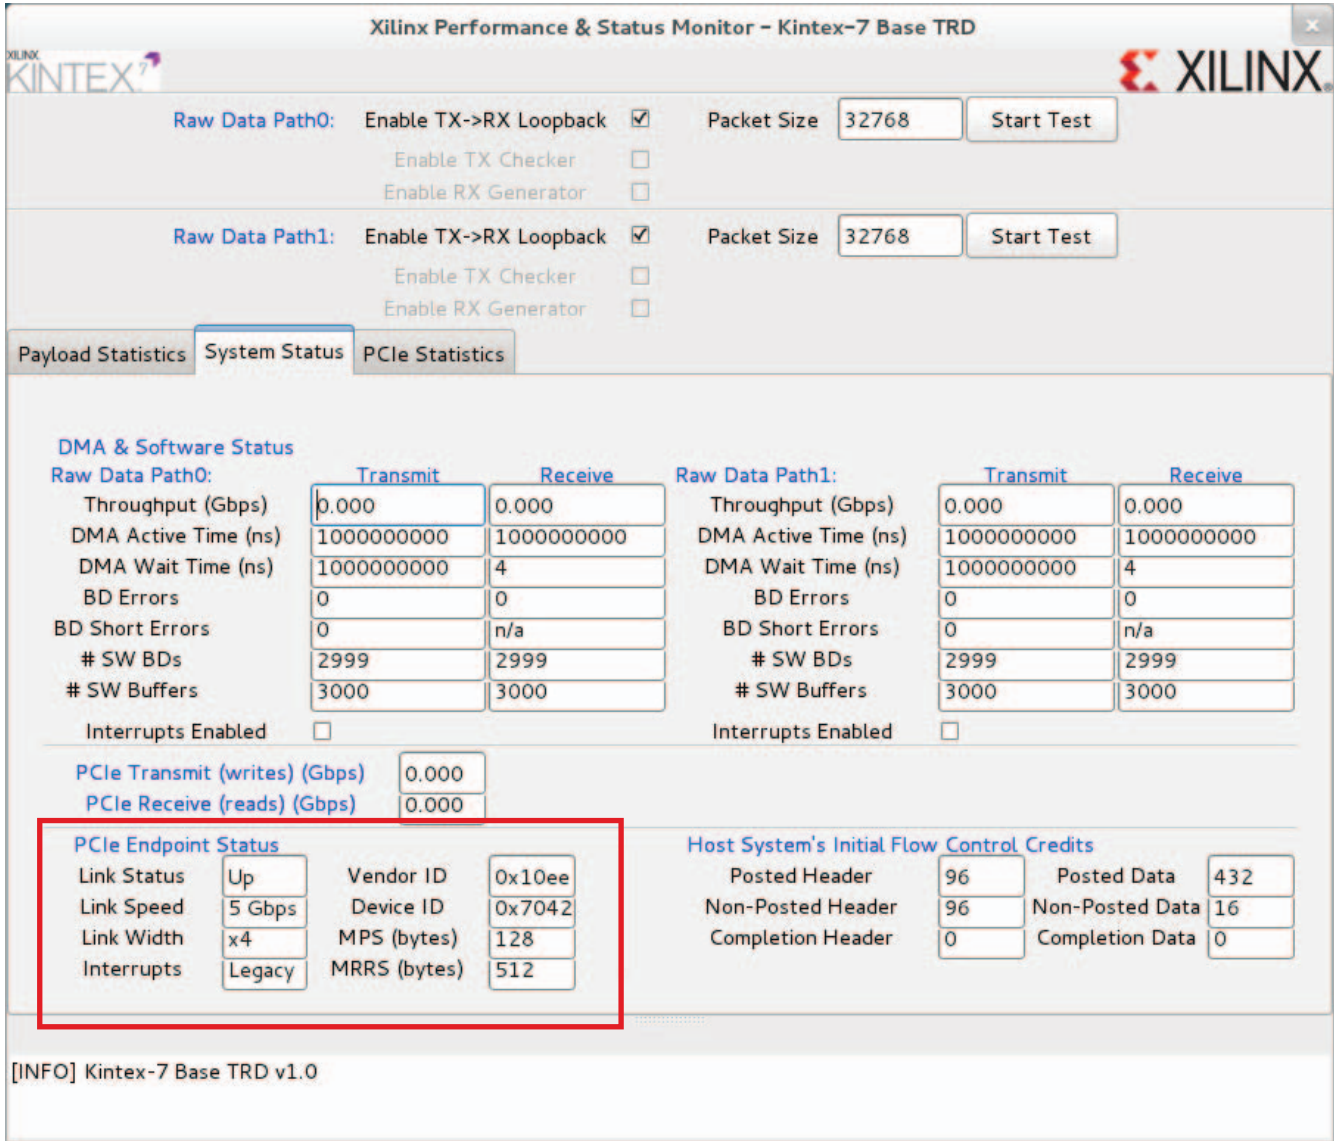 Xilinx Performance & Status Monitor - Kintex-7 Base TRD
XILINX
KINTEX 7
XILINX
Raw Data Path0: Enable TX->RX Loopback Packet Size 32768 Start Test
Enable TX Checker
Enable RX Generator
Raw Data Path1: Enable TX->RX Loopback Packet Size 32768 Start Test
Enable TX Checker
Enable RX Generator
Payload Statistics System Status PCIe Statistics
DMA & Software Status
Raw Data Path0: Transmit Receive Raw Data Path1: Transmit Receive
Throughput (Gbps) 0.000 0.000 Throughput (Gbps) 0.000 0.000
DMA Active Time (ns) 1000000000 1000000000 DMA Active Time (ns) 1000000000 1000000000
DMA Wait Time (ns) 1000000000 4 DMA Wait Time (ns) 1000000000 4
BD Errors 0 0 BD Errors 0 0
BD Short Errors 0 n/a BD Short Errors 0 n/a
# SW BDs 2999 2999 # SW BDs 2999 2999
# SW Buffers 3000 3000 # SW Buffers 3000 3000
Interrupts Enabled Interrupts Enabled
PCIe Transmit (writes) (Gbps) 0.000
PCIe Receive (reads) (Gbps) 0.000
PCIe Endpoint Status Host System's Initial Flow Control Credits
Link Status Up Vendor ID 0x10ee Posted Header 96 Posted Data 432
Link Speed 5 Gbps Device ID 0x7042 Non-Posted Header 96 Non-Posted Data 16
Link Width x4 MPS (bytes) 128 Completion Header 0 Completion Data 0
Interrupts Legacy MRRS (bytes) 512
[INFO] Kintex-7 Base TRD v1.0